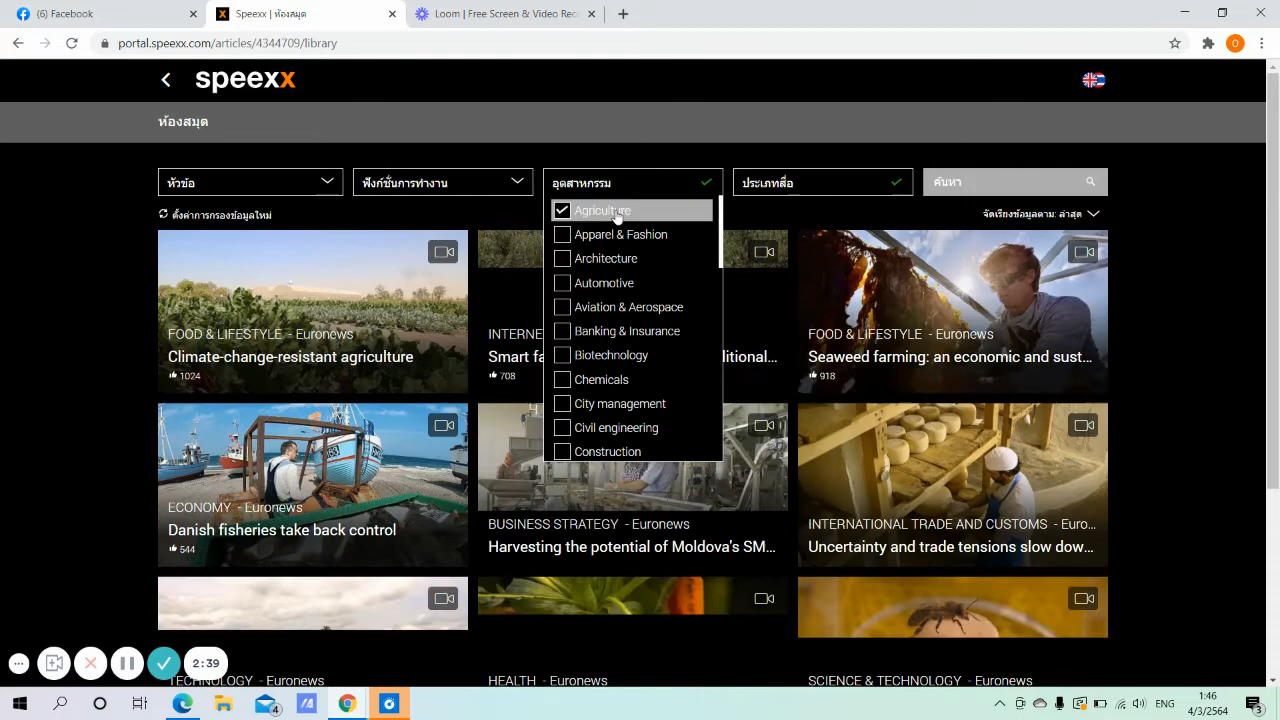 (2) Facebook
Speexx | ห้องสมุด
Loom | Free Screen & Video Rec
portal.speexx.com/articles/4344709/library
O
speexx
ห้องสมุด
หัวข้อ
ฟังก์ชั่นการทำงาน
อุตสาหกรรม
ประเภทสื่อ
ค้นหา
ตั้งค่าการกรองข้อมูลใหม่
จัดเรียงข้อมูลตาม: ล่าสุด
Agriculture
Apparel & Fashion
Architecture
Automotive
Aviation & Aerospace
Banking & Insurance
Biotechnology
Chemicals
City management
Civil engineering
Construction
FOOD & LIFESTYLE - Euronews
Climate-change-resistant agriculture
1024
INTERNE
Smart fa
ditional...
708
FOOD & LIFESTYLE - Euronews
Seaweed farming: an economic and sust...
918
ECONOMY - Euronews
Danish fisheries take back control
544
BUSINESS STRATEGY - Euronews
Harvesting the potential of Moldova's SM...
INTERNATIONAL TRADE AND CUSTOMS - Euro...
Uncertainty and trade tensions slow dow...
2:39
TECHNOLOGY - Euronews
HEALTH - Euronews
SCIENCE & TECHNOLOGY - Euronews
4
ENG
1:46
4/3/2564
3